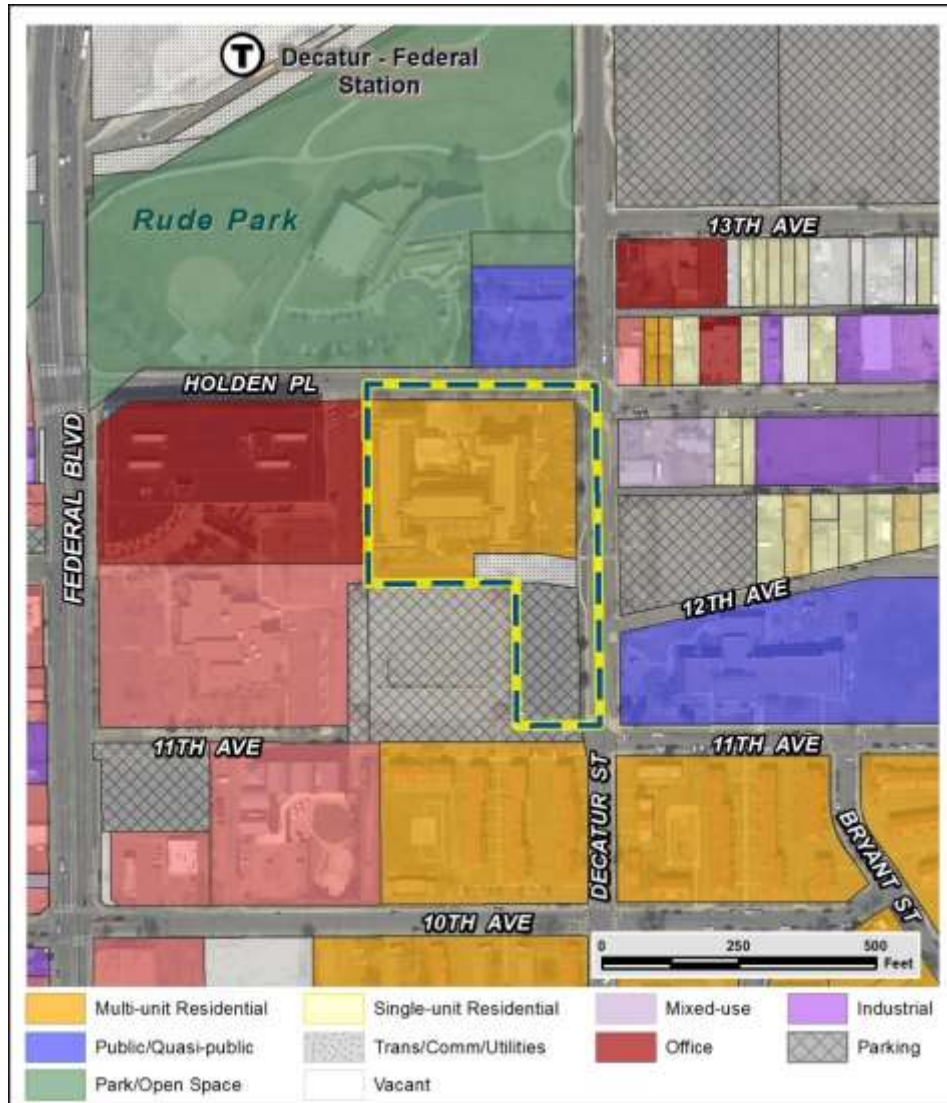 T
Decatur - Federal
Station
Rude Park
13TH AVE
HOLDEN PL
FEDERAL BLVD
12TH AVE
11TH AVE
11TH AVE
DECATUR ST
BRYANT ST
10TH AVE
0 250 500
Feet
Multi-unit Residential
Single-unit Residential
Mixed-use
Industrial
Public/Quasi-public
Trans/Comm/Utilities
Office
Parking
Park/Open Space
Vacant